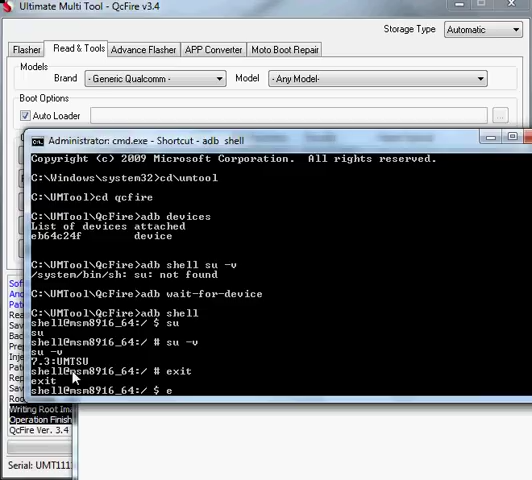 Ultimate Multi Tool - QcFire v3.4
Storage Type Automatic
Flasher Read & Tools Advance Flasher APP Converter Moto Boot Repair
Models
Brand - Generic Qualcomm - Model - Any Model-
Boot Options
Auto Loader ...
Administrator: cmd.exe - Shortcut - adb shell
Copyright (c) 2009 Microsoft Corporation. All rights reserved.
C:\Windows\system32>cd\umtool
C:\UMTool>cd qcfire
C:\UMTool\QcFire>adb devices
List of devices attached
eb64c24f device
C:\UMTool\QcFire>adb shell su -v
/system/bin/sh: su: not found
C:\UMTool\QcFire>adb wait-for-device
C:\UMTool\QcFire>adb shell
shell@msm8916_64:/ $ su
su
shell@msm8916_64:/ # su -v
su -v
7.3:UMTSU
shell@msm8916_64:/ # exit
exit
shell@msm8916_64:/ $ e
Writing Root Ima
Operation Finish
QcFire Ver. 3.4
Serial: UMT111